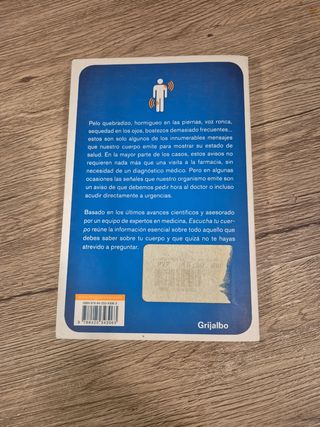 Pelo quebradizo, hormigueo en las piernas, voz ronca,
sequedad en los ojos, bostezos demasiado frecuentes...
estos son solo algunos de los innumerables mensajes
que nuestro cuerpo emite para mostrar su estado de
salud. En la mayor parte de los casos, estos avisos no
requieren nada más que una visita a la farmacia, sin
necesidad de un diagnóstico médico. Pero en algunas
ocasiones las señales que nuestro organismo emite son
un aviso de que debemos pedir hora al doctor o incluso
acudir directamente a urgencias.
Basado en los últimos avances científicos y asesorado
por un equipo de expertos en medicina, Escucha tu cuer-
po reúne la información esencial sobre todo aquello que
debes saber sobre tu cuerpo y que quizá no te hayas
atrevido a preguntar.
Grijalbo